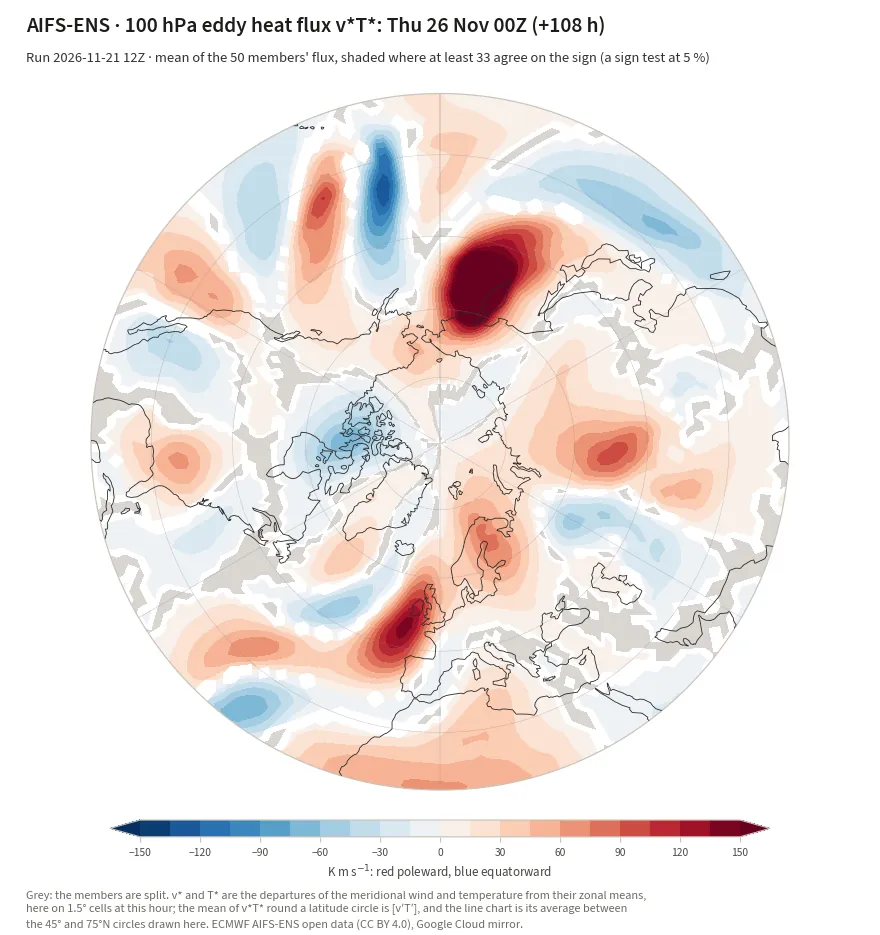 AIFS-ENS · 100 hPa eddy heat flux v*T*: Thu 26 Nov 00Z (+108 h)
Run 2026-11-21 12Z · mean of the 50 members' flux, shaded where at least 33 agree on the sign (a sign test at 5 %)
−150 −120 −90 −60 −30 0 30 60 90 120 150
K m s⁻¹: red poleward, blue equatorward
Grey: the members are split. v* and T* are the departures of the meridional wind and temperature from their zonal means,
here on 1.5° cells at this hour; the mean of v*T* round a latitude circle is [v′T′], and the line chart is its average between
the 45° and 75°N circles drawn here. ECMWF AIFS-ENS open data (CC BY 4.0), Google Cloud mirror.